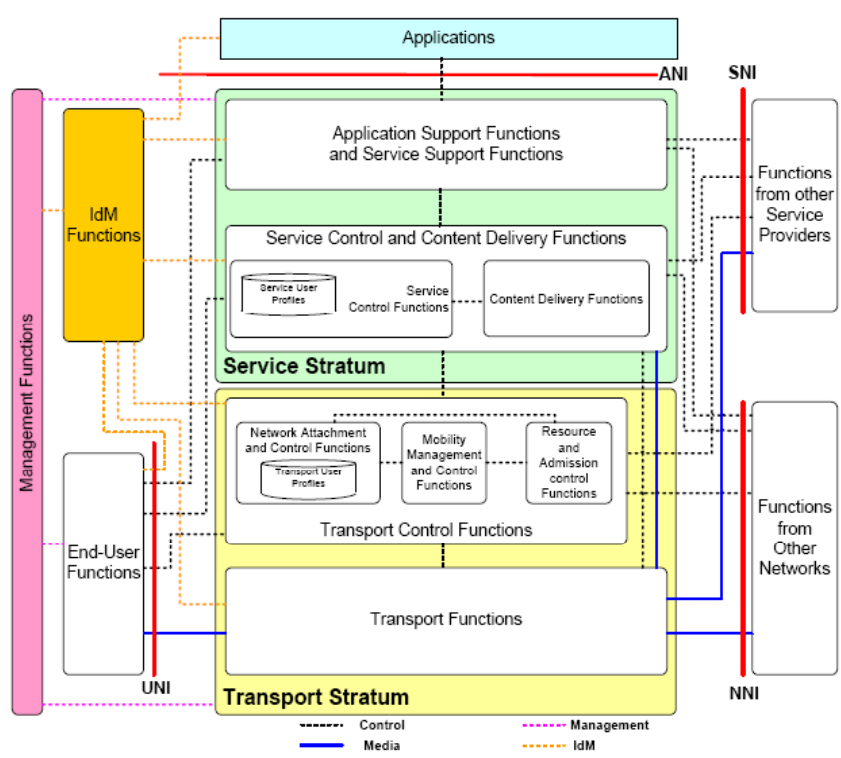 Applications
ANI
SNI
Management Functions
IdM
Functions
Application Support Functions
and Service Support Functions
Functions
from other
Service
Providers
Service Control and Content Delivery Functions
Service User
Profiles
Service
Control Functions
Content Delivery Functions
Service Stratum
Network Attachment
and Control Functions
Transport User
Profiles
Mobility
Management
and Control
Functions
Resource
and
Admission
control
Functions
Transport Control Functions
End-User
Functions
Functions
from
Other
Networks
Transport Functions
UNI
Transport Stratum
NNI
Control
Management
Media
IdM